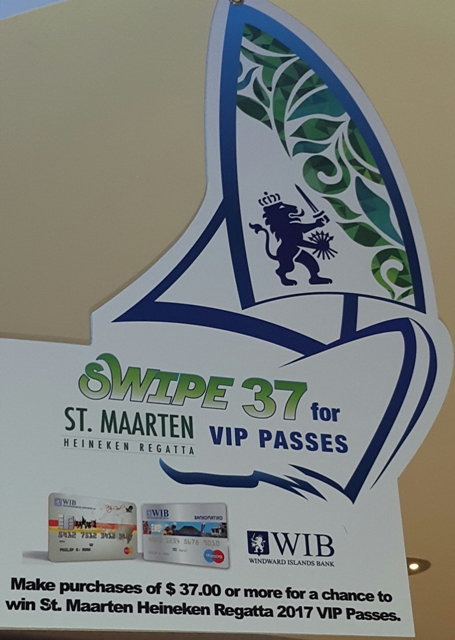 SWIPE 37 for
ST. MAARTEN
HEINEKEN REGATTA
VIP PASSES
WIB
WIB
WIB
WINDWARD ISLANDS BANK
Make purchases of $ 37.00 or more for a chance to
win St. Maarten Heineken Regatta 2017 VIP Passes.